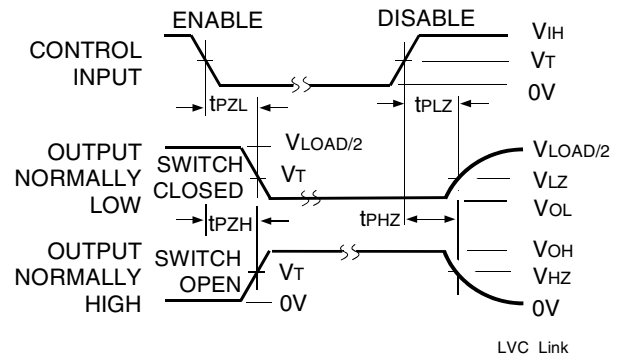 ENABLE DISABLE
CONTROL INPUT
VIH
VT
0V
tPZL
tPLZ
OUTPUT NORMALLY LOW
SWITCH CLOSED
VLOAD/2
VT
VLOAD/2
VLZ
VOL
tPZH
tPHZ
OUTPUT NORMALLY HIGH
SWITCH OPEN
VT
0V
VOH
VHZ
0V
LVC Link